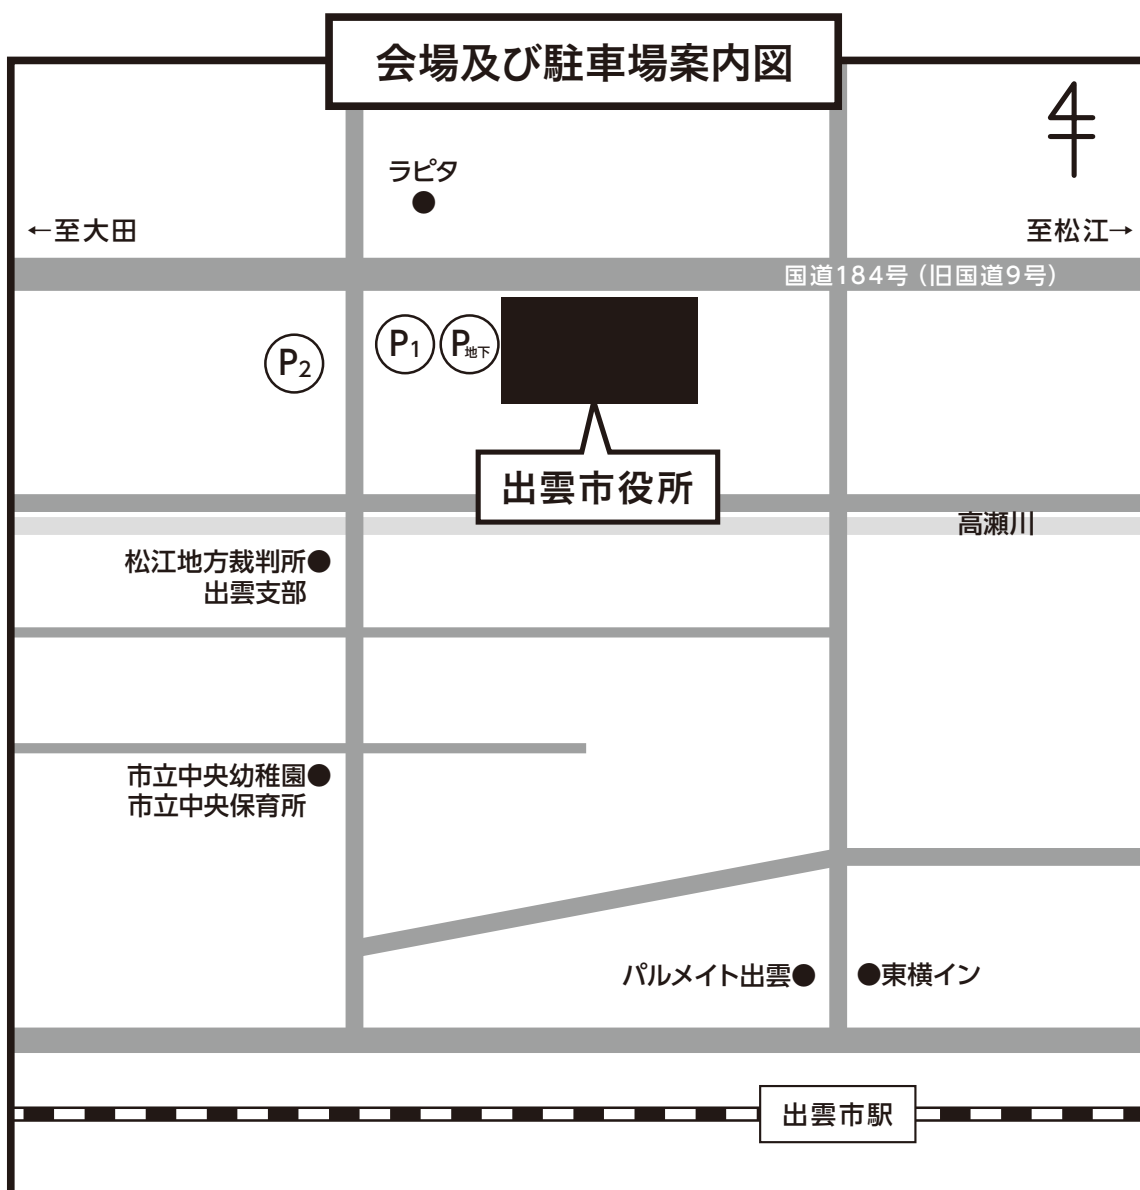 会場及び駐車場案内図
ラピタ
←至大田
至松江→
国道184号（旧国道9号）
P1
P地下
P2
出雲市役所
高瀬川
松江地方裁判所
出雲支部
市立中央幼稚園
市立中央保育所
パルメイト出雲
東横イン
出雲市駅